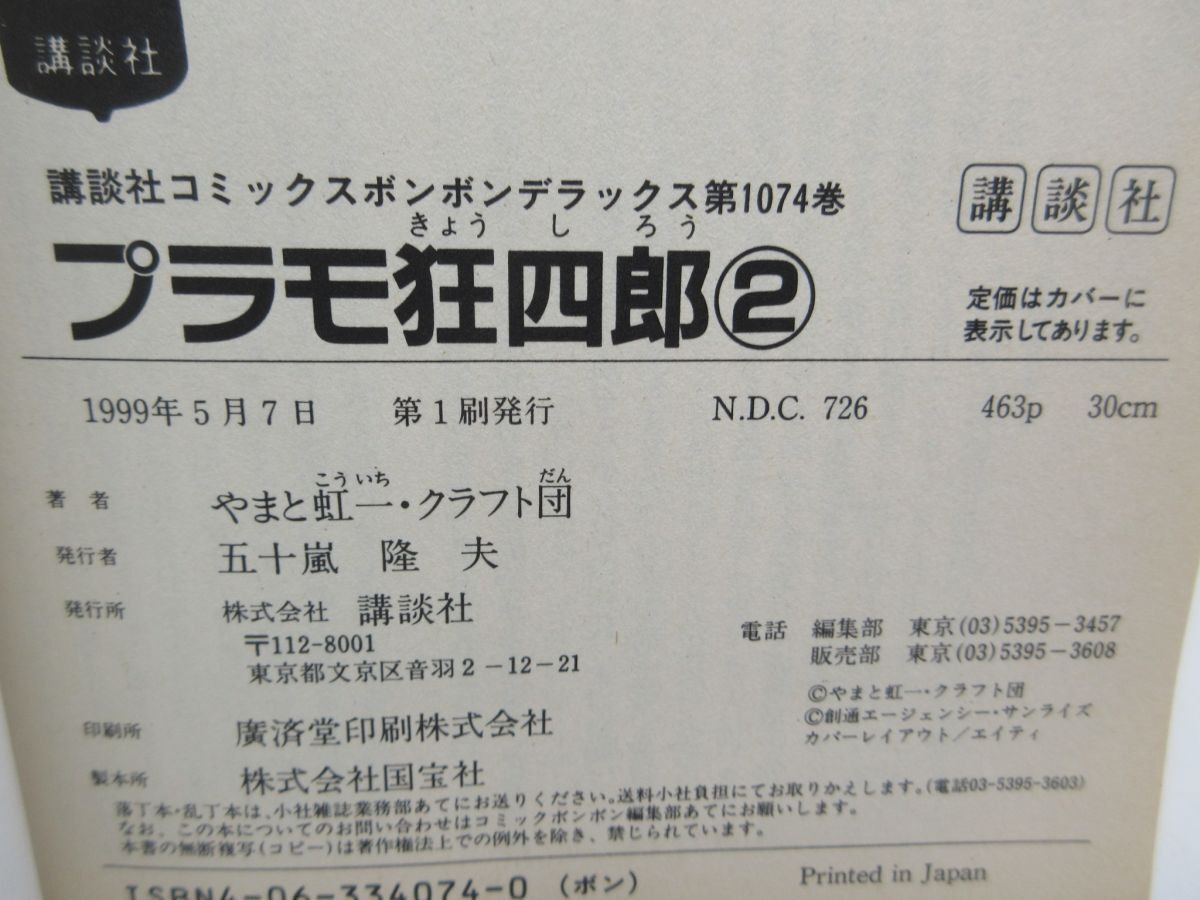 講談社
講談社コミックスボンボンデラックス第1074巻
講談社
きょうしろう
プラモ狂四郎②
定価はカバーに
表示してあります。
1999年5月7日 第1刷発行 N.D.C. 726 463p 30cm
こういち だん
著者 やまと虹一・クラフト団
発行者 五十嵐 隆夫
発行所 株式会社 講談社
〒112-8001
東京都文京区音羽2-12-21
電話 編集部 東京(03)5395-3457
販売部 東京(03)5395-3608
©やまと虹一・クラフト団
©創通エージェンシー・サンライズ
カバーレイアウト/エイティ
印刷所 廣済堂印刷株式会社
製本所 株式会社国宝社
落丁本・乱丁本は、小社雑誌業務部あてにお送りください。送料小社負担にてお取りかえします。(電話03-5395-3603)
なお、この本についてのお問い合わせはコミックボンボン編集部あてにお願いします。
本書の無断複写(コピー)は著作権法上での例外を除き、禁じられています。
ISBN4-06-334074-0 (ボン) Printed in Japan